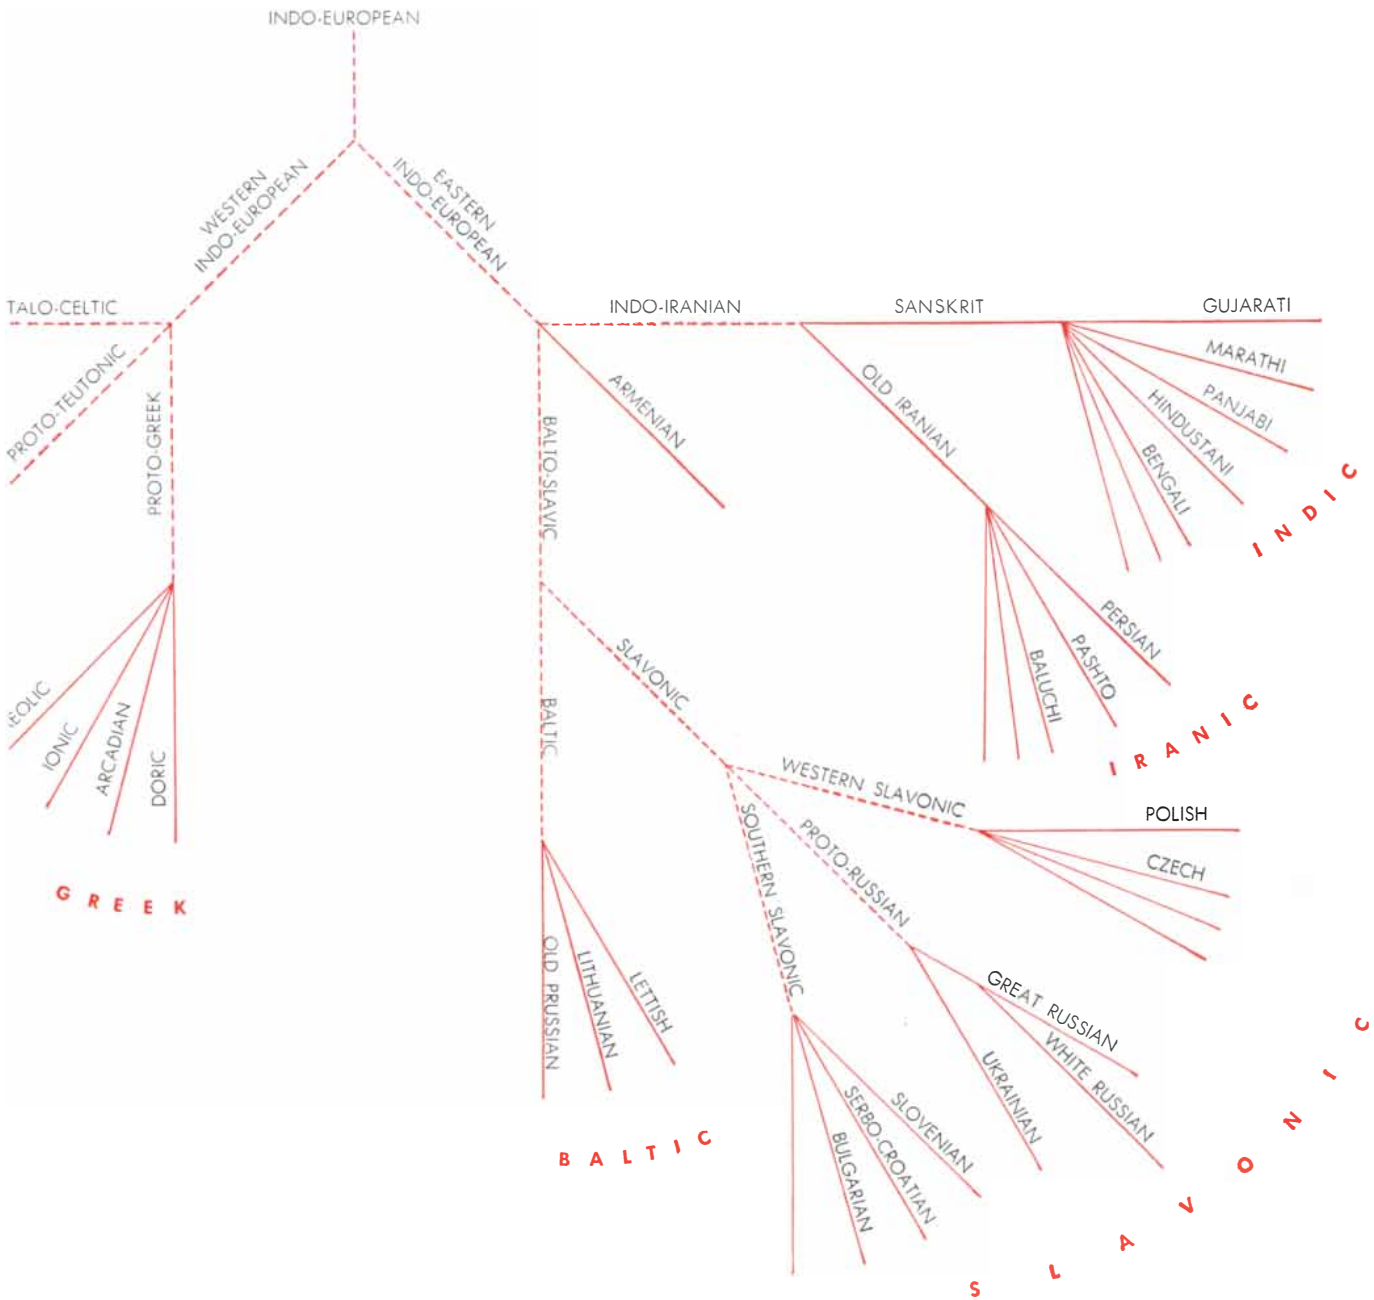 INDO-EUROPEAN
WESTERN
INDO-EUROPEAN
EASTERN
INDO-EUROPEAN
TALO-CELTIC
INDO-IRANIAN
SANSKRIT
GUJARATI
PROTO-TEUTONIC
PROTO-GREEK
BALTO-SLAVIC
ARMENIAN
OLD IRANIAN
MARATHI
PANJABI
HINDUSTANI
BENGALI
INDIC
EOLIC
IONIC
ARCADIAN
DORIC
GREEK
BALTIC
SLAVONIC
BALUCHI
PASHTO
PERSIAN
IRANIC
WESTERN SLAVONIC
PROTO-RUSSIAN
SOUTHERN SLAVONIC
POLISH
CZECH
OLD PRUSSIAN
LITHUANIAN
LETTISH
BALTIC
GREAT RUSSIAN
WHITE RUSSIAN
UKRAINIAN
SLOVENIAN
SERBO-CROATIAN
BULGARIAN
SLAVONIC